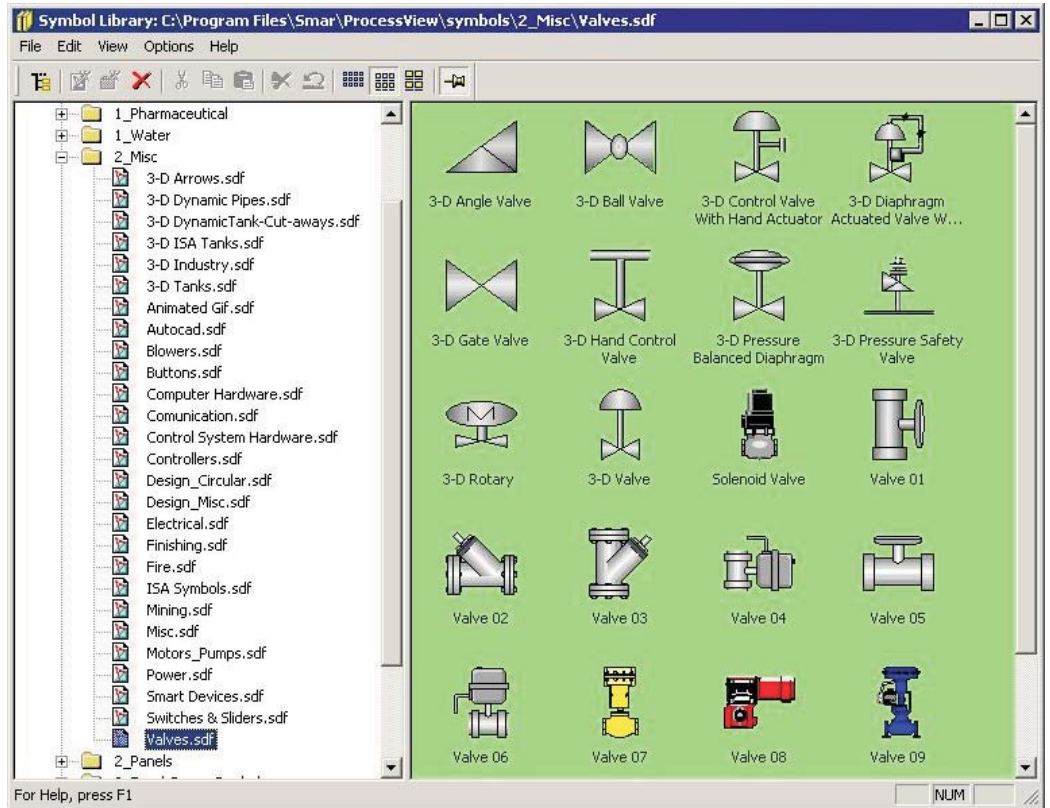 Symbol Library: C:\Program Files\Smar\ProcessView\symbols\2_Misc\Valves.sdf
File Edit View Options Help
1_Pharmaceutical
1_Water
2_Misc
3-D Arrows.sdf
3-D Dynamic Pipes.sdf
3-D DynamicTank-Cut-aways.sdf
3-D ISA Tanks.sdf
3-D Industry.sdf
3-D Tanks.sdf
Animated Gif.sdf
Autocad.sdf
Blowers.sdf
Buttons.sdf
Computer Hardware.sdf
Comunication.sdf
Control System Hardware.sdf
Controllers.sdf
Design_Circular.sdf
Design_Misc.sdf
Electrical.sdf
Finishing.sdf
Fire.sdf
ISA Symbols.sdf
Mining.sdf
Misc.sdf
Motors_Pumps.sdf
Power.sdf
Smart Devices.sdf
Switches & Sliders.sdf
Valves.sdf
2_Panels
3-D Angle Valve
3-D Ball Valve
3-D Control Valve
With Hand Actuator
3-D Diaphragm
Actuated Valve W...
3-D Gate Valve
3-D Hand Control
Valve
3-D Pressure
Balanced Diaphragm
3-D Pressure Safety
Valve
M
3-D Rotary
3-D Valve
Solenoid Valve
Valve 01
Valve 02
Valve 03
Valve 04
Valve 05
Valve 06
Valve 07
Valve 08
Valve 09
For Help, press F1
NUM